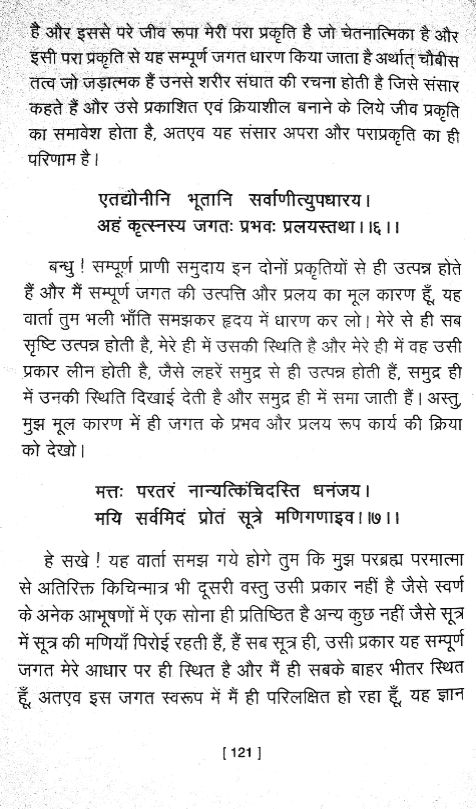 है और इससे परे जीव रूपा मेरी परा प्रकृति है जो चेतनात्मिका है और
इसी परा प्रकृति से यह सम्पूर्ण जगत धारण किया जाता है अर्थात् चौबीस
तत्व जो जड़ात्मक हैं उनसे शरीर संघात की रचना होती है जिसे संसार
कहते हैं और उसे प्रकाशित एवं क्रियाशील बनाने के लिये जीव प्रकृति
का समावेश होता है, अतएव यह संसार अपरा और पराप्रकृति का ही
परिणाम है।
एतद्योनीनि भूतानि सर्वाणीत्युपधारय।
अहं कृत्स्नस्य जगतः प्रभवः प्रलयस्तथा।।६।।
बन्धु ! सम्पूर्ण प्राणी समुदाय इन दोनों प्रकृतियों से ही उत्पन्न होते
हैं और मैं सम्पूर्ण जगत की उत्पत्ति और प्रलय का मूल कारण हूँ, यह
वार्ता तुम भली भाँति समझकर हृदय में धारण कर लो। मेरे से ही सब
सृष्टि उत्पन्न होती है, मेरे ही में उसकी स्थिति है और मेरे ही में वह उसी
प्रकार लीन होती है, जैसे लहरें समुद्र से ही उत्पन्न होती हैं, समुद्र ही
में उनकी स्थिति दिखाई देती है और समुद्र ही में समा जाती हैं। अस्तु,
मुझ मूल कारण में ही जगत के प्रभव और प्रलय रूप कार्य की क्रिया
को देखो।
मत्तः परतरं नान्यत्किंचिदस्ति धनंजय।
मयि सर्वमिदं प्रोतं सूत्रे मणिगणाइव।।७।।
हे सखे ! यह वार्ता समझ गये होगे तुम कि मुझ परब्रह्म परमात्मा
से अतिरिक्त किचिन्मात्र भी दूसरी वस्तु उसी प्रकार नहीं है जैसे स्वर्ण
के अनेक आभूषणों में एक सोना ही प्रतिष्ठित है अन्य कुछ नहीं जैसे सूत्र
में सूत्र की मणियाँ पिरोई रहती हैं, हैं सब सूत्र ही, उसी प्रकार यह सम्पूर्ण
जगत मेरे आधार पर ही स्थित है और मैं ही सबके बाहर भीतर स्थित
हूँ, अतएव इस जगत स्वरूप में मैं ही परिलक्षित हो रहा हूँ, यह ज्ञान
[ 121 ]